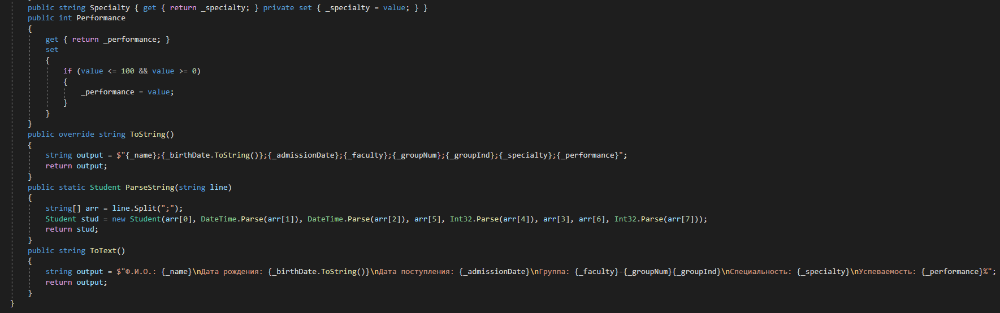 public string Specialty { get { return _specialty; } private set { _specialty = value; } }
public int Performance
{
get { return _performance; }
set
{
if (value <= 100 && value >= 0)
{
_performance = value;
}
}
}
public override string ToString()
{
string output = $"{_name};{_birthDate.ToString()};{_admissionDate};{_faculty};{_groupNum};{_groupInd};{_specialty};{_performance}";
return output;
}
public static Student ParseString(string line)
{
string[] arr = line.Split(";");
Student stud = new Student(arr[0], DateTime.Parse(arr[1]), DateTime.Parse(arr[2]), arr[5], Int32.Parse(arr[4]), arr[3], arr[6], Int32.Parse(arr[7]));
return stud;
}
public string ToText()
{
string output = $"Ф.И.О.: {_name}\nДата рождения: {_birthDate.ToString()}\nДата поступления: {_admissionDate}\nГруппа: {_faculty}-{_groupNum}{_groupInd}\nСпециальность: {_specialty}\nУспеваемость: {_performance}%";
return output;
}
}